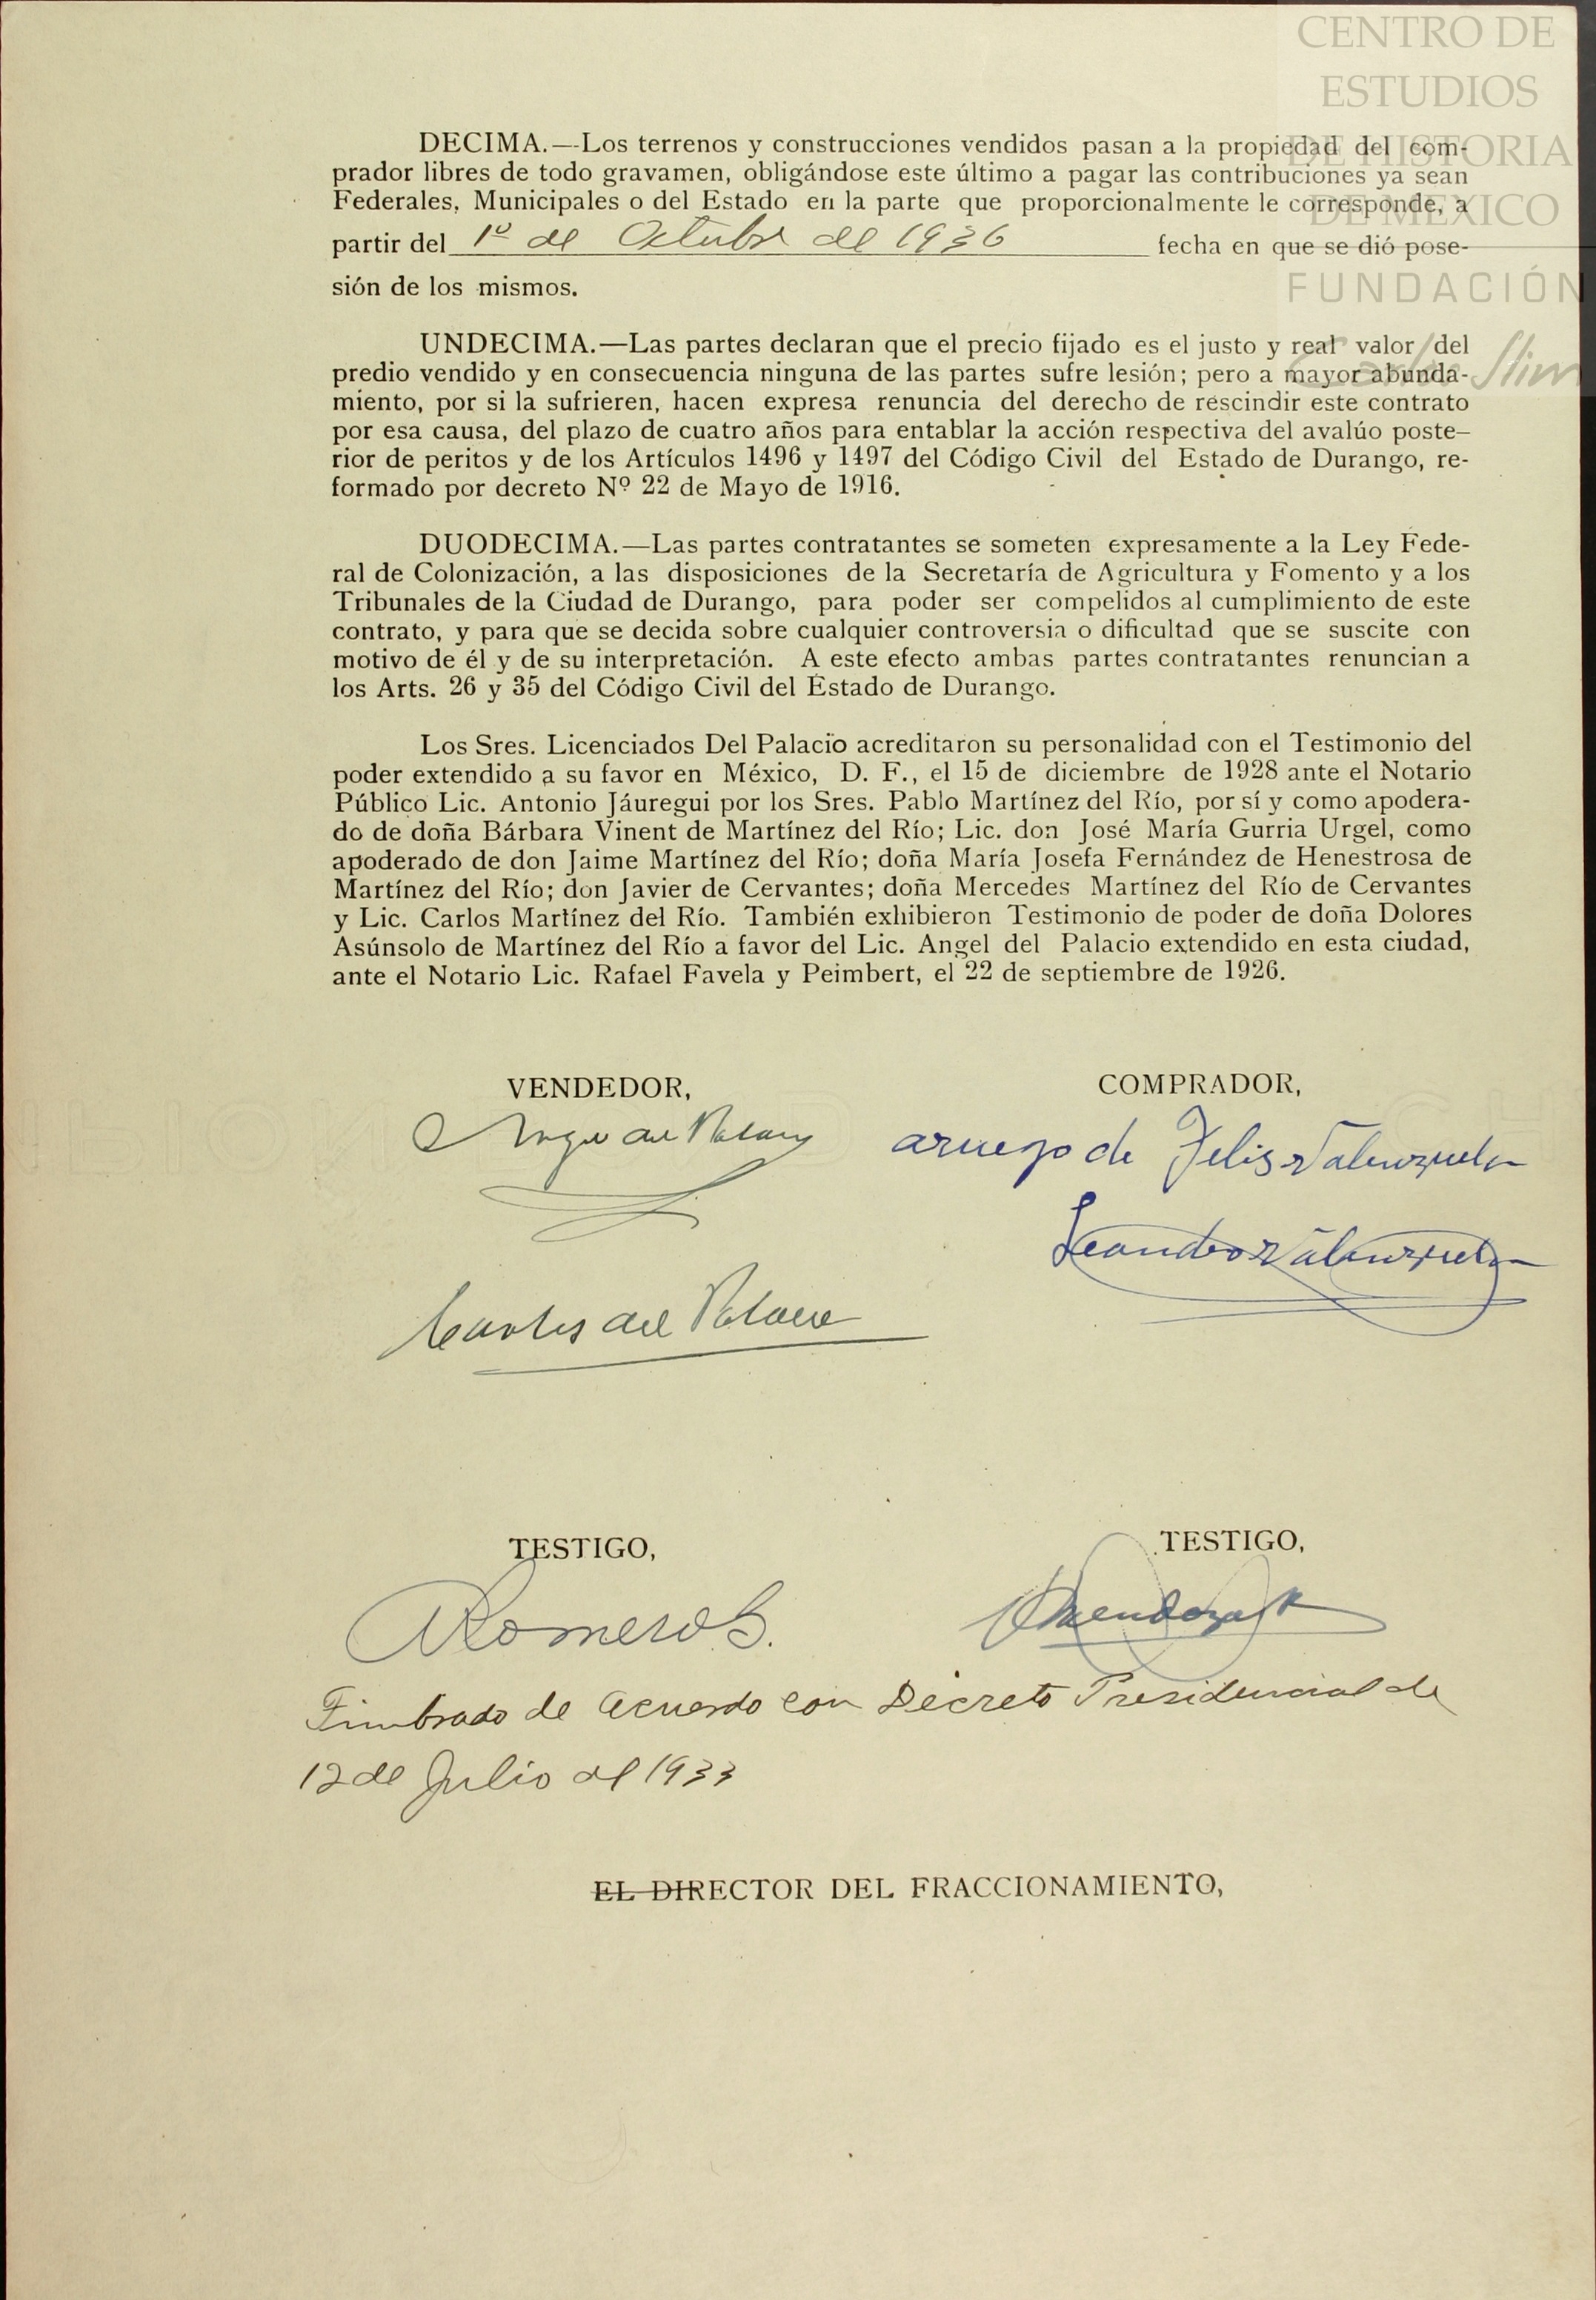 CENTRO DE
ESTUDIOS
DE HISTORIA
DE MEXICO
FUNDACIÓN
Carlos Slim
DECIMA.—Los terrenos y construcciones vendidos pasan a la propiedad del com-
prador libres de todo gravamen, obligándose este último a pagar las contribuciones ya sean
Federales, Municipales o del Estado en la parte que proporcionalmente le corresponde, a
partir del 1º de Octubre de 1936 fecha en que se dió pose-
sión de los mismos.
UNDECIMA.—Las partes declaran que el precio fijado es el justo y real valor del
predio vendido y en consecuencia ninguna de las partes sufre lesión; pero a mayor abunda-
miento, por si la sufrieren, hacen expresa renuncia del derecho de rescindir este contrato
por esa causa, del plazo de cuatro años para entablar la acción respectiva del avalúo poste-
rior de peritos y de los Artículos 1496 y 1497 del Código Civil del Estado de Durango, re-
formado por decreto Nº 22 de Mayo de 1916.
DUODECIMA.—Las partes contratantes se someten expresamente a la Ley Fede-
ral de Colonización, a las disposiciones de la Secretaría de Agricultura y Fomento y a los
Tribunales de la Ciudad de Durango, para poder ser compelidos al cumplimiento de este
contrato, y para que se decida sobre cualquier controversia o dificultad que se suscite con
motivo de él y de su interpretación. A este efecto ambas partes contratantes renuncian a
los Arts. 26 y 35 del Código Civil del Estado de Durango.
Los Sres. Licenciados Del Palacio acreditaron su personalidad con el Testimonio del
poder extendido a su favor en México, D. F., el 15 de diciembre de 1928 ante el Notario
Público Lic. Antonio Jáuregui por los Sres. Pablo Martínez del Río, por sí y como apodera-
do de doña Bárbara Vinent de Martínez del Río; Lic. don José María Gurria Urgel, como
apoderado de don Jaime Martínez del Río; doña María Josefa Fernández de Henestrosa de
Martínez del Río; don Javier de Cervantes; doña Mercedes Martínez del Río de Cervantes
y Lic. Carlos Martínez del Río. También exhibieron Testimonio de poder de doña Dolores
Asúnsolo de Martínez del Río a favor del Lic. Angel del Palacio extendido en esta ciudad,
ante el Notario Lic. Rafael Favela y Peimbert, el 22 de septiembre de 1926.
VENDEDOR,
COMPRADOR,
Angel del Palacio
aruego de Felis Valenzuela
Leandro Valenzuela
Carlos del Palacio
TESTIGO,
TESTIGO,
Romero S.
Mendoza
Timbrado de acuerdo con Decreto Presidencial de
12 de Julio del 1933
EL DIRECTOR DEL FRACCIONAMIENTO,